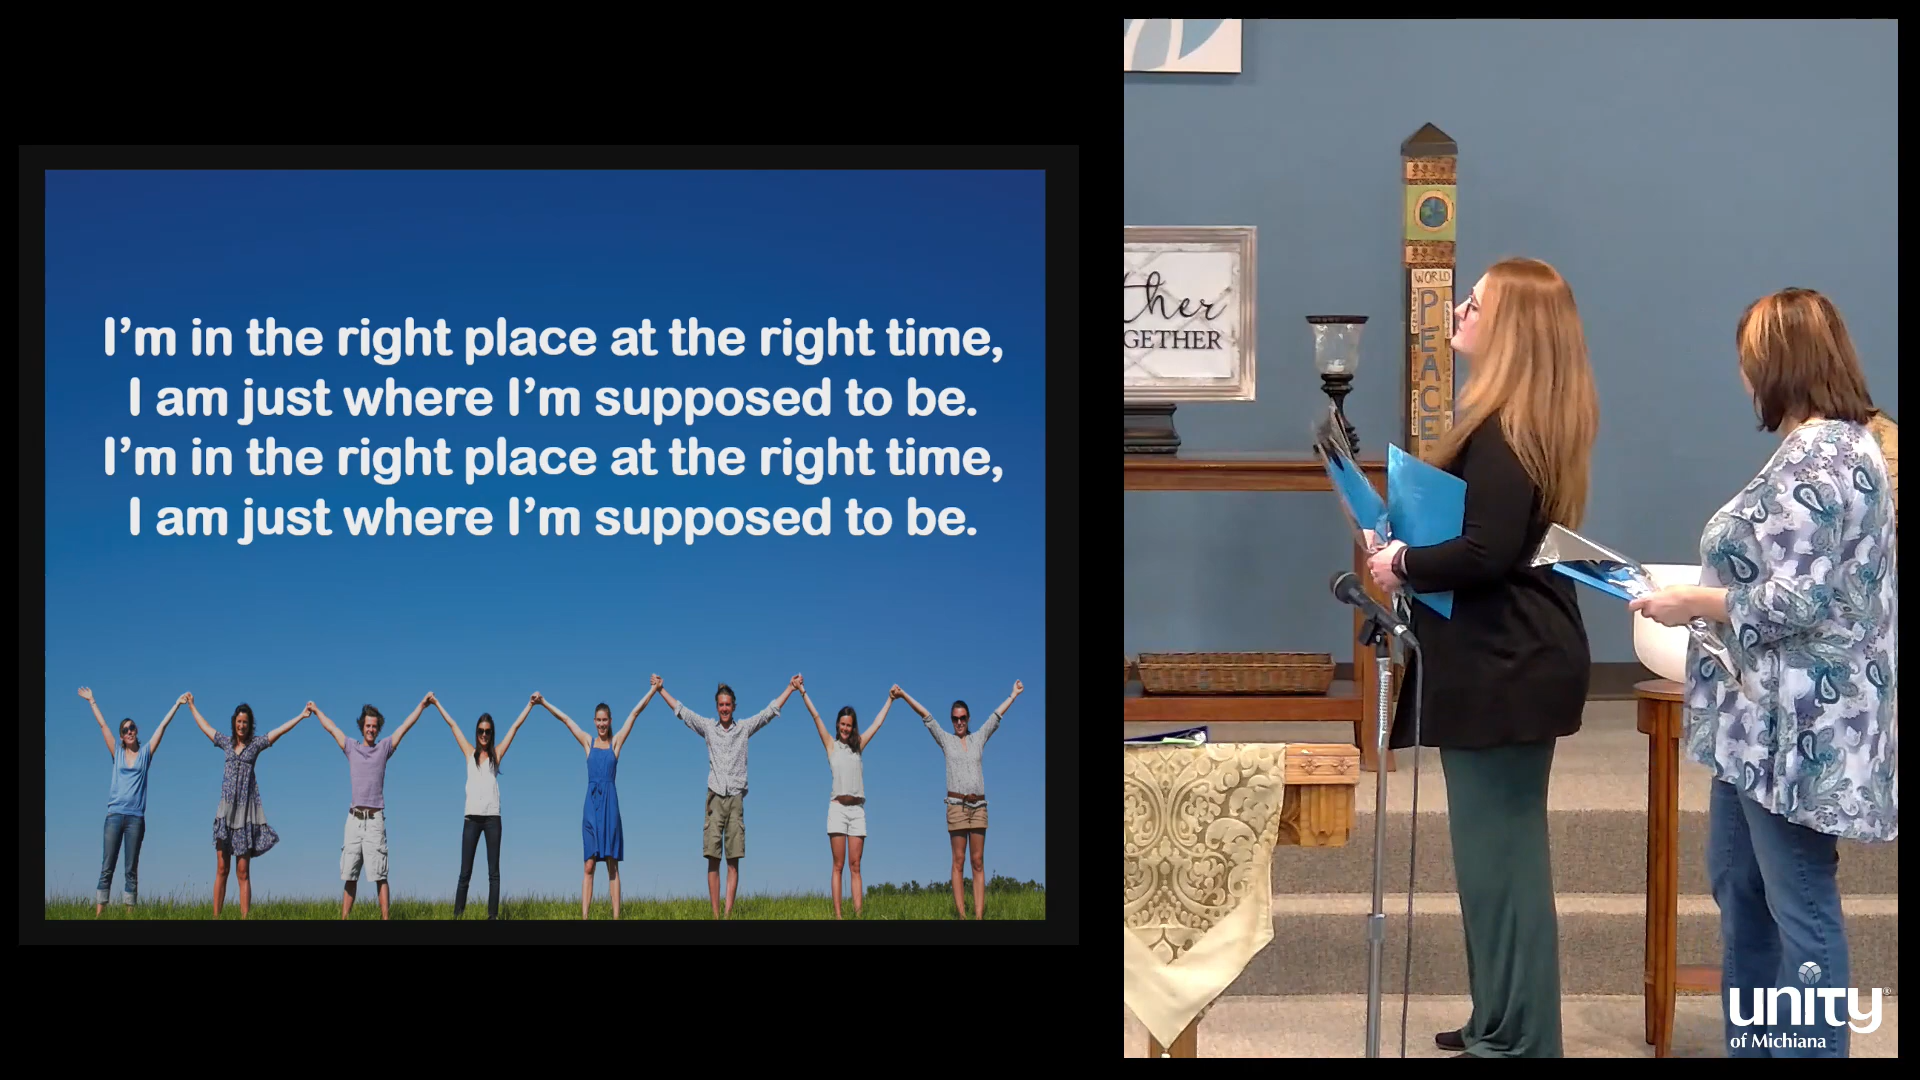 I'm in the right place at the right time,
I am just where I'm supposed to be.
I'm in the right place at the right time,
I am just where I'm supposed to be.
ther
GETHER
WORLD
PEACE
unity®
of Michiana